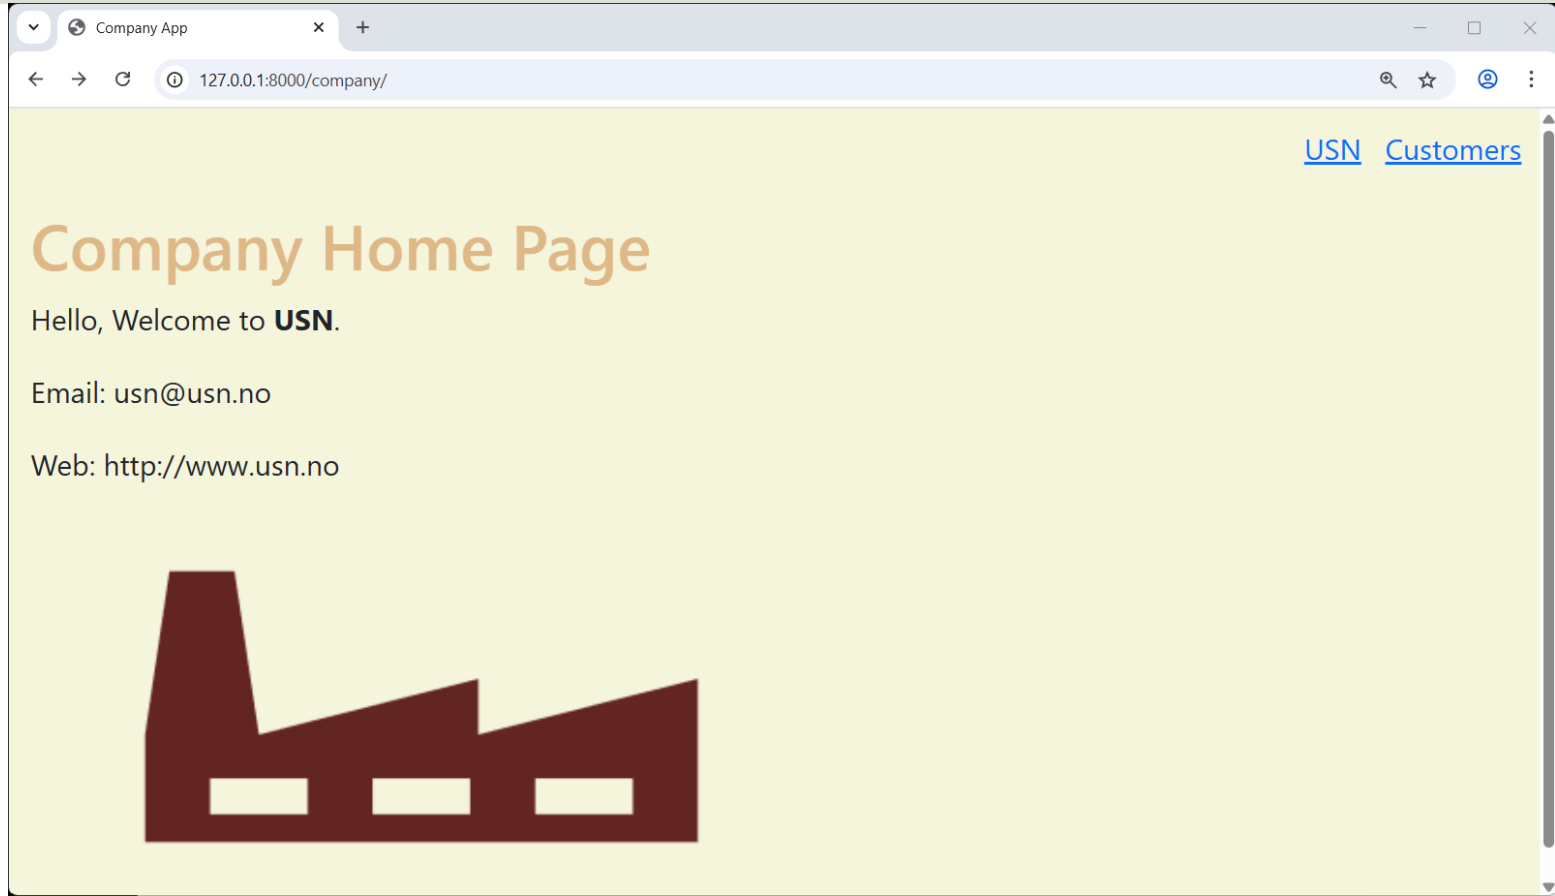 Company App
127.0.0.1:8000/company/
USN Customers
Company Home Page
Hello, Welcome to USN.
Email: usn@usn.no
Web: http://www.usn.no